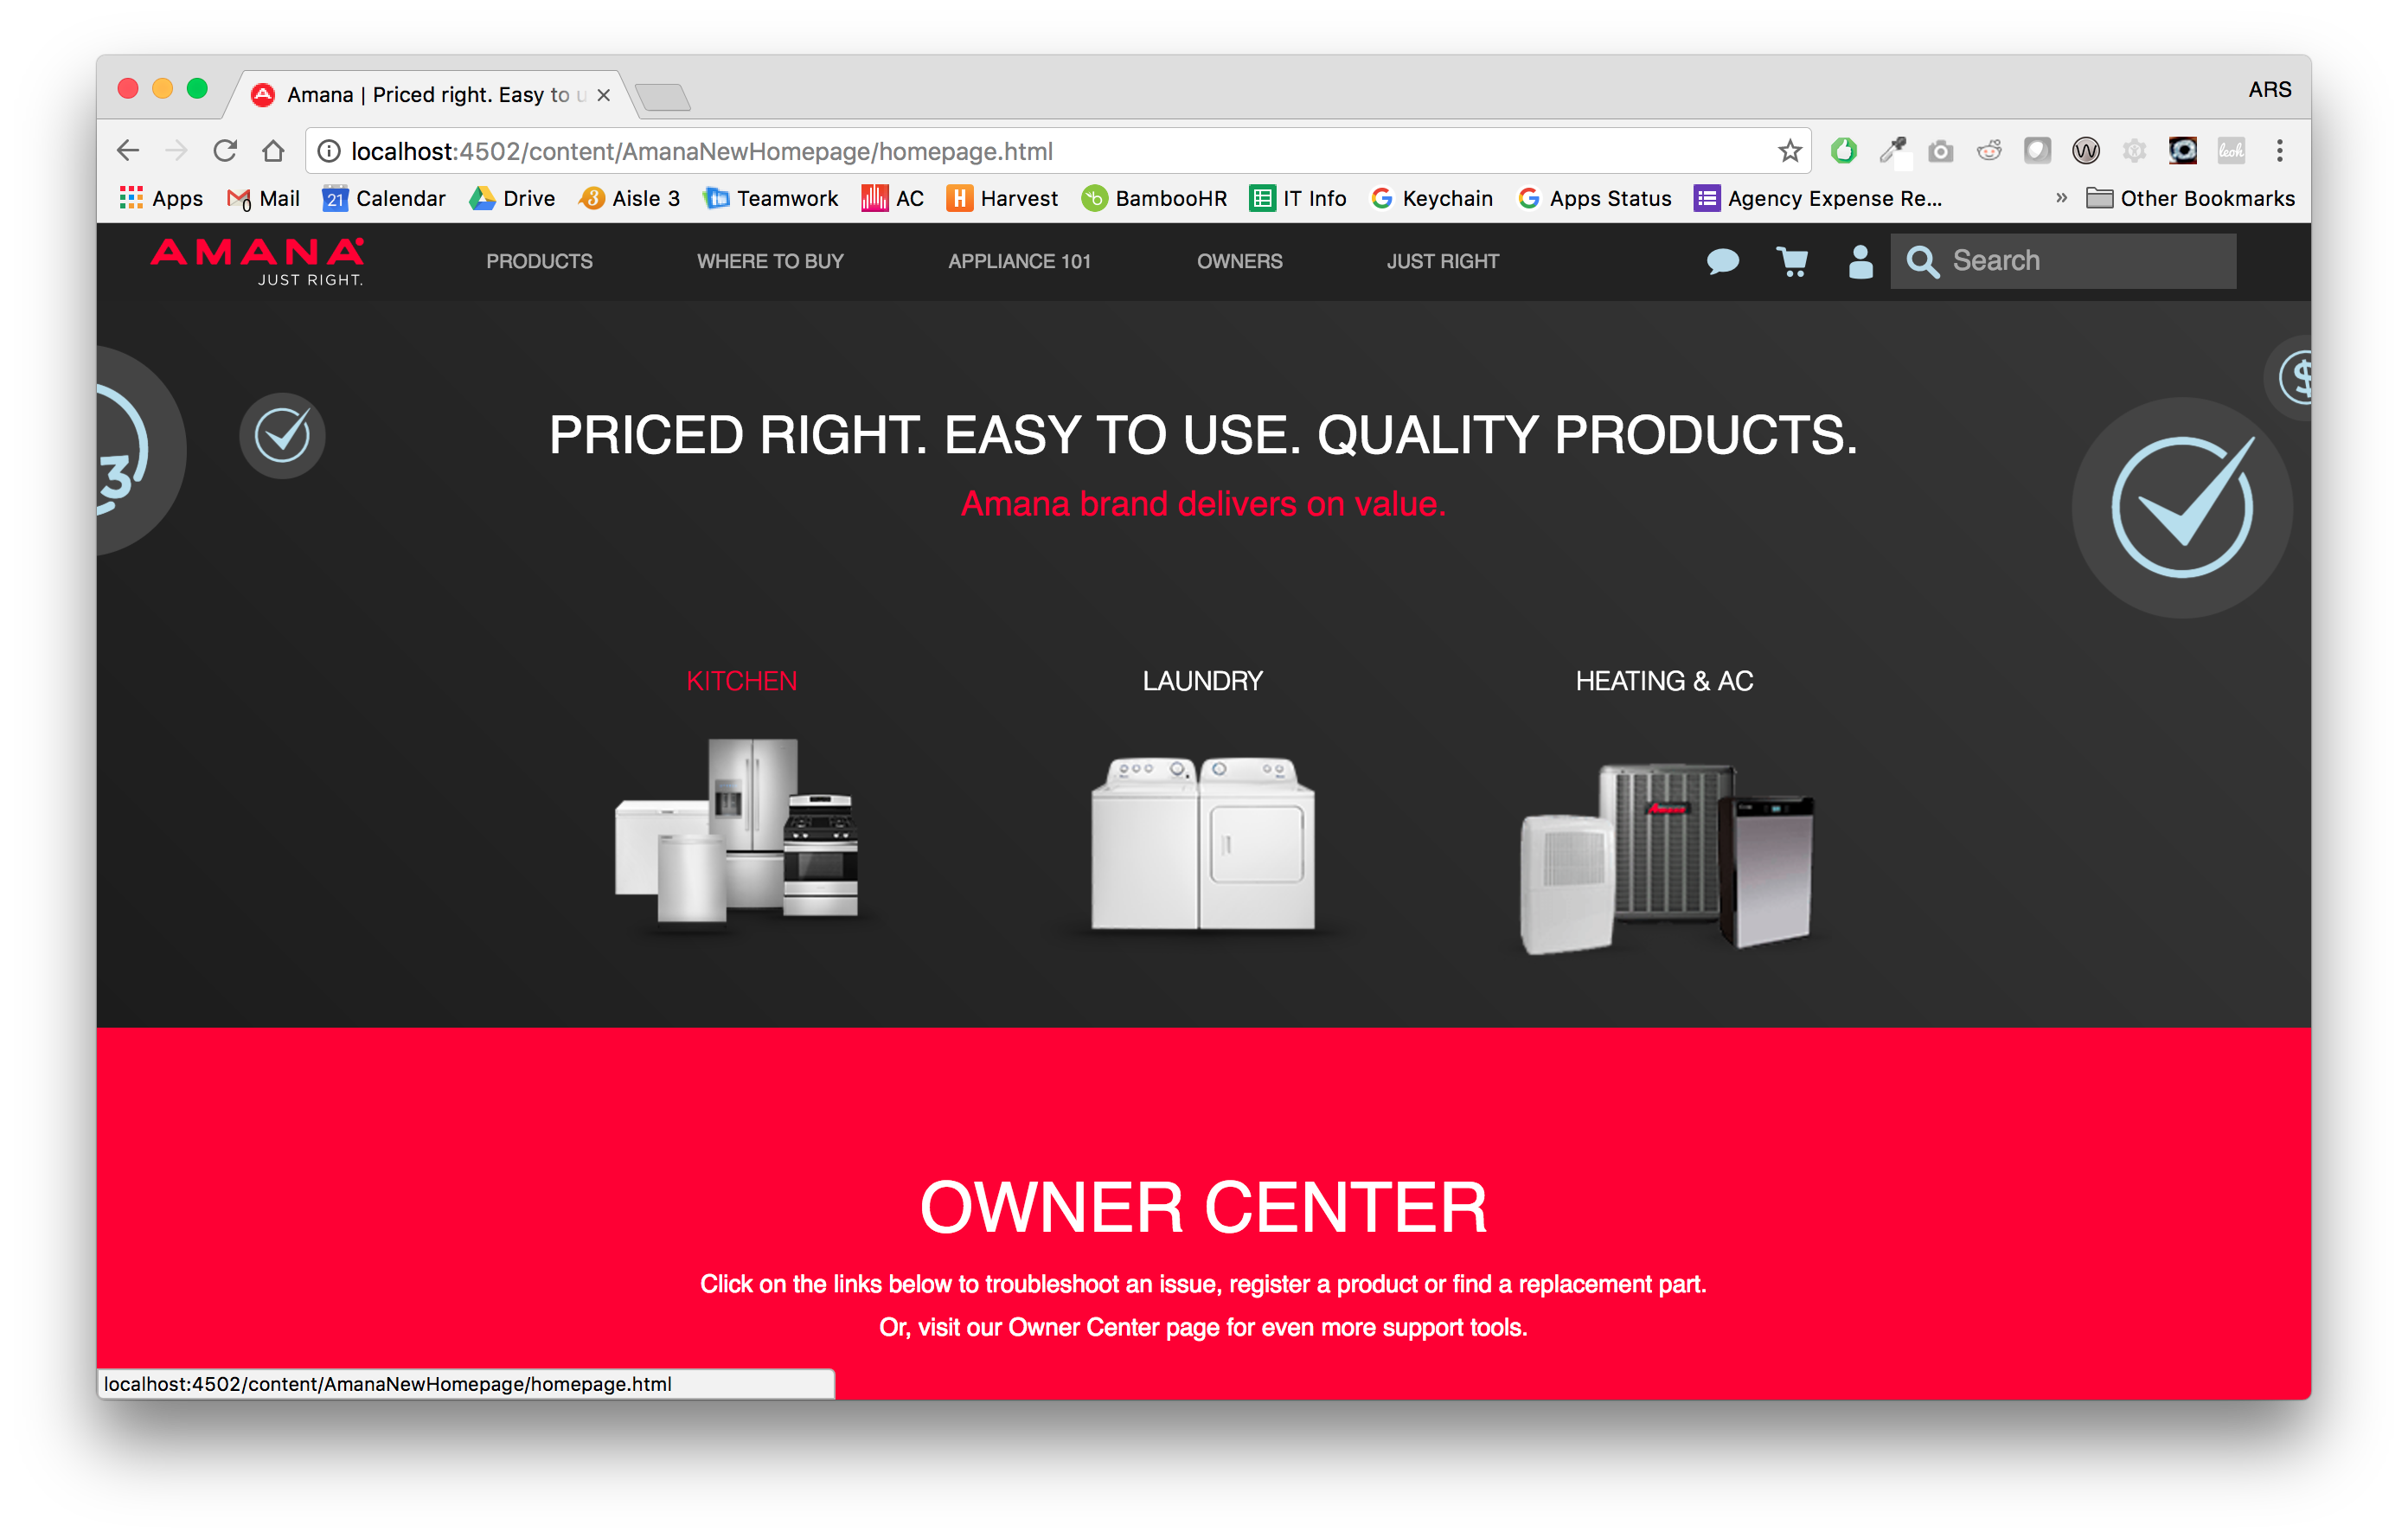 Amana | Priced right. Easy to u
ARS
localhost:4502/content/AmanaNewHomepage/homepage.html
leoh
Apps
0
Mail
21
Calendar
Drive
3
Aisle 3
Teamwork
AC
H
Harvest
BambooHR
IT Info
Keychain
Apps Status
Agency Expense Re...
»
Other Bookmarks
AMANA
JUST RIGHT.
PRODUCTS
WHERE TO BUY
APPLIANCE 101
OWNERS
JUST RIGHT
Search
$
3
PRICED RIGHT. EASY TO USE. QUALITY PRODUCTS.
Amana brand delivers on value.
KITCHEN
LAUNDRY
HEATING & AC
Amana
OWNER CENTER
Click on the links below to troubleshoot an issue, register a product or find a replacement part.
Or, visit our Owner Center page for even more support tools.
localhost:4502/content/AmanaNewHomepage/homepage.html